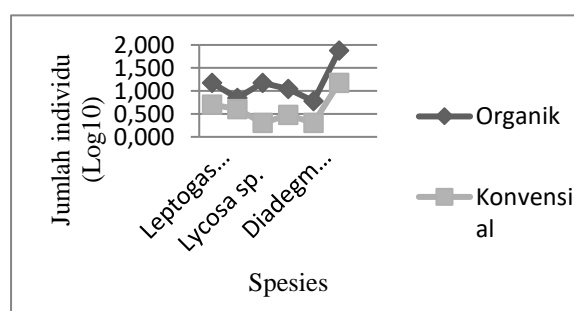 2,000
1,500
1,000
0,500
0,000
Jumlah individu
(Log10)
Leptogas...
Lycosa sp.
Diadegm...
Spesies
Organik
Konvensi
al